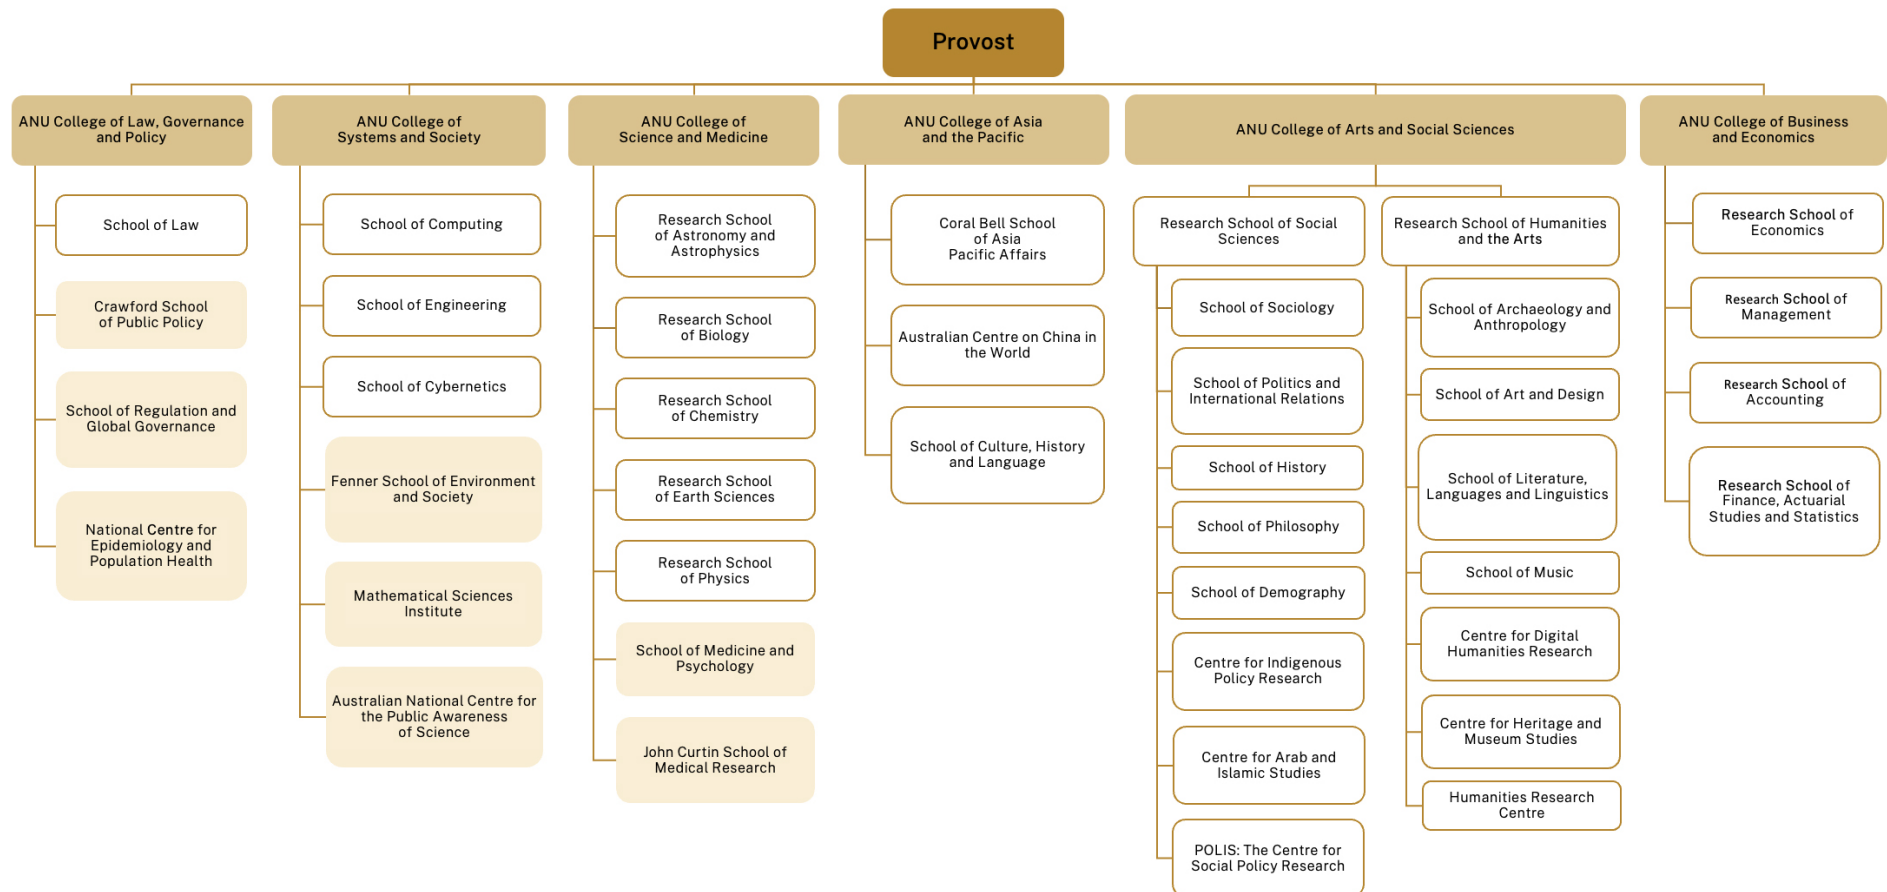 Provost
ANU College of Law, Governance
and Policy
School of Law
Crawford School
of Public Policy
School of Regulation and
Global Governance
National Centre for
Epidemiology and
Population Health
ANU College of
Systems and Society
School of Computing
School of Engineering
School of Cybernetics
Fenner School of Environment
and Society
Mathematical Sciences
Institute
Australian National Centre for
the Public Awareness
of Science
ANU College of
Science and Medicine
Research School
of Astronomy and
Astrophysics
Research School
of Biology
Research School
of Chemistry
Research School
of Earth Sciences
Research School
of Physics
School of Medicine and
Psychology
John Curtin School of
Medical Research
ANU College of Asia
and the Pacific
Coral Bell School
of Asia
Pacific Affairs
Australian Centre on China in
the World
School of Culture, History
and Language
ANU College of Arts and Social Sciences
Research School of Social
Sciences
School of Sociology
School of Politics and
International Relations
School of History
School of Philosophy
School of Demography
Centre for Indigenous
Policy Research
Centre for Arab and
Islamic Studies
POLIS: The Centre for
Social Policy Research
Research School of Humanities
and the Arts
School of Archaeology and
Anthropology
School of Art and Design
School of Literature,
Languages and Linguistics
School of Music
Centre for Digital
Humanities Research
Centre for Heritage and
Museum Studies
Humanities Research
Centre
ANU College of Business
and Economics
Research School of
Economics
Research School of
Management
Research School of
Accounting
Research School of
Finance, Actuarial
Studies and Statistics